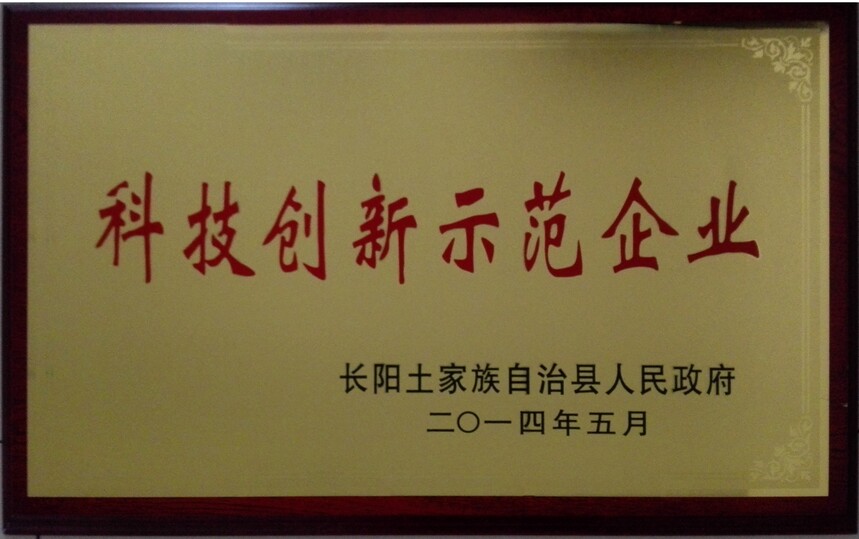 科技创新示范企业
长阳土家族自治县人民政府
二〇一四年五月